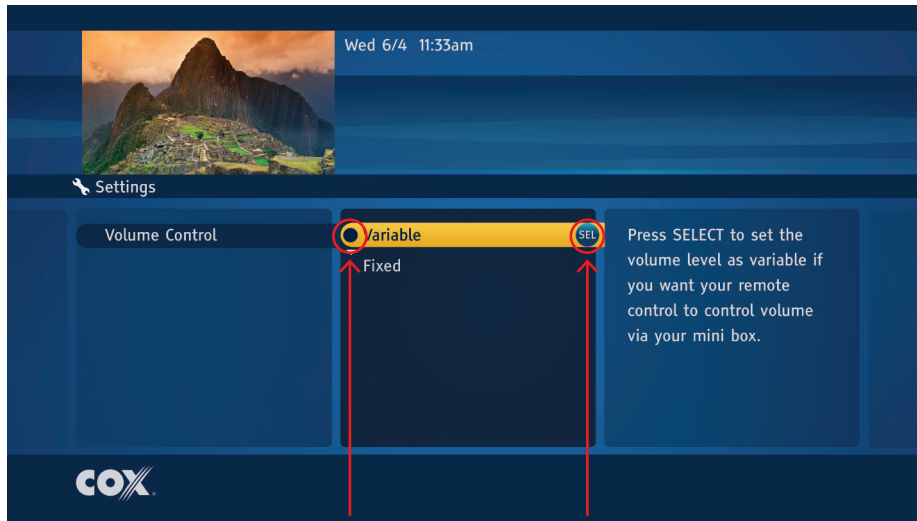 Wed 6/4 11:33am
Settings
Volume Control
Variable
SEL
Fixed
Press SELECT to set the
volume level as variable if
you want your remote
control to control volume
via your mini box.
COX.